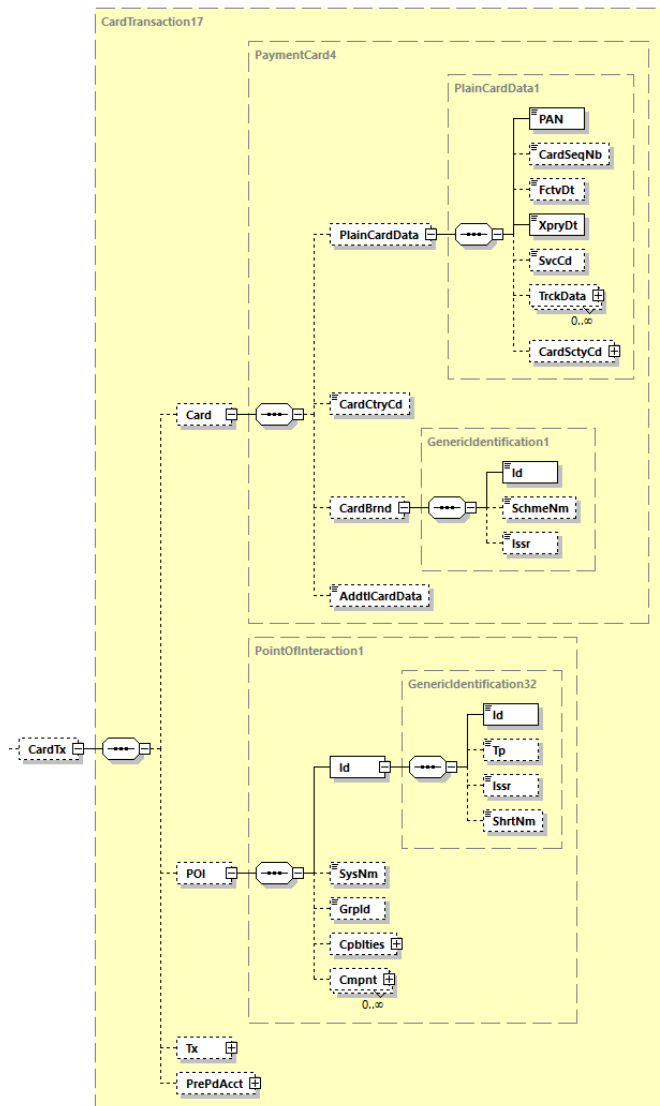 CardTransaction17
PaymentCard4
PlainCardData1
PAN
CardSeqNb
FctvDt
PlainCardData
XpryDt
SvcCd
TrckData
0..∞
CardSctyCd
CardCtryCd
Card
GenericIdentification1
Id
CardBrnd
SchmeNm
Issr
AddtlCardData
PointOfInteraction1
GenericIdentification32
Id
CardTx
Tp
Id
Issr
ShrtNm
POI
SysNm
GrpId
Cpblties
Cmpnt
0..∞
Tx
PrePdAcct